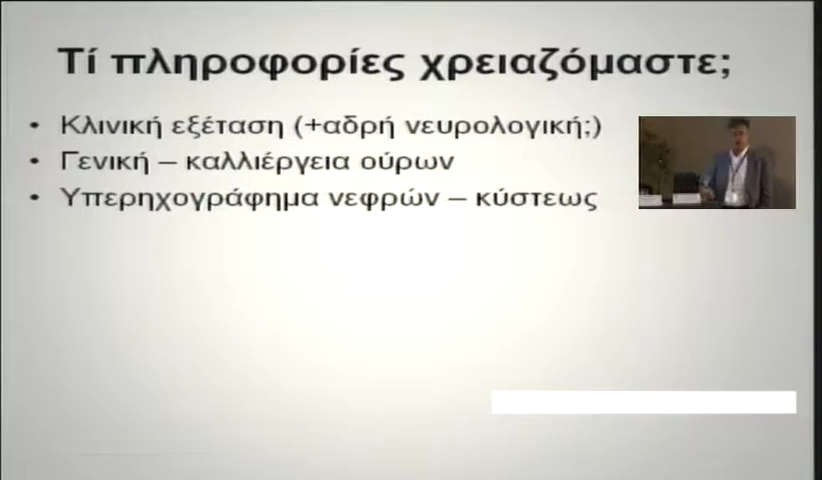 Τί πληροφορίες χρειαζόμαστε;
• Κλινική εξέταση (+αδρή νευρολογική;)
• Γενική – καλλιέργεια ούρων
• Υπερηχογράφημα νεφρών – κύστεως